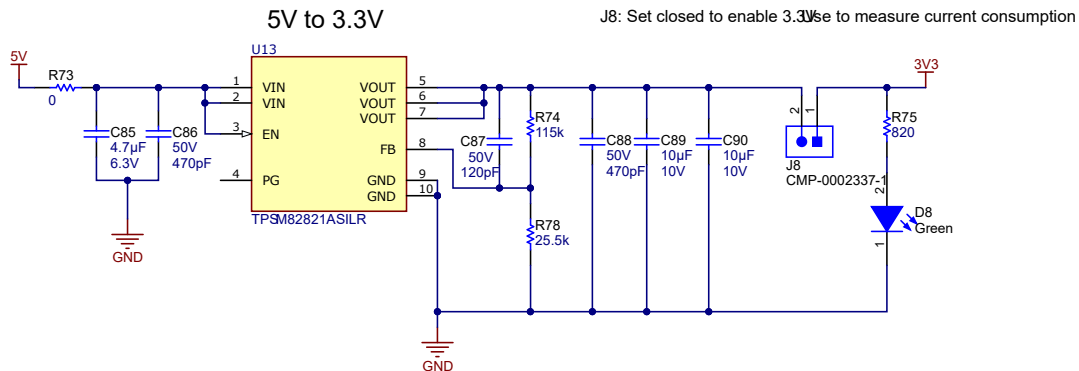 5V to 3.3V
J8: Set closed to enable 3.3V. Use to measure current consumption
5V
R73
0
C85
4.7µF
6.3V
C86
50V
470pF
GND
U13
1 VIN
2 VIN
3 EN
4 PG
VOUT 5
VOUT 6
VOUT 7
FB 8
GND 9
GND 10
TPSM82821ASILR
C87
50V
120pF
R74
115k
R78
25.5k
GND
C88
50V
470pF
C89
10µF
10V
C90
10µF
10V
2
1
J8
CMP-0002337-1
3V3
R75
820
2
D8
Green
1